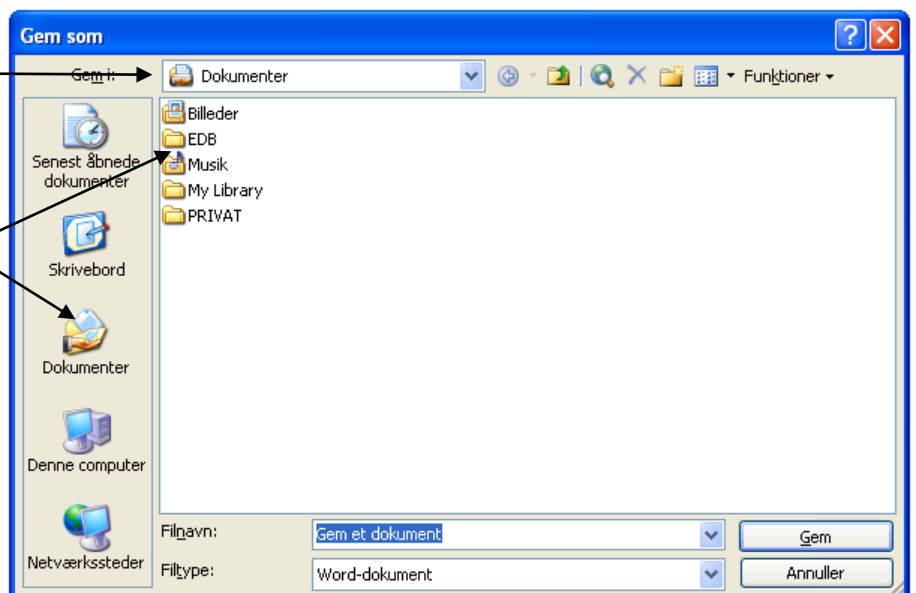 Gem som
Gem i:
Dokumenter
Funktioner
Senest åbnede
dokumenter
Skrivebord
Dokumenter
Denne computer
Netværkssteder
Billeder
EDB
Musik
My Library
PRIVAT
Filnavn:
Gem et dokument
Gem
Filtype:
Word-dokument
Annuller